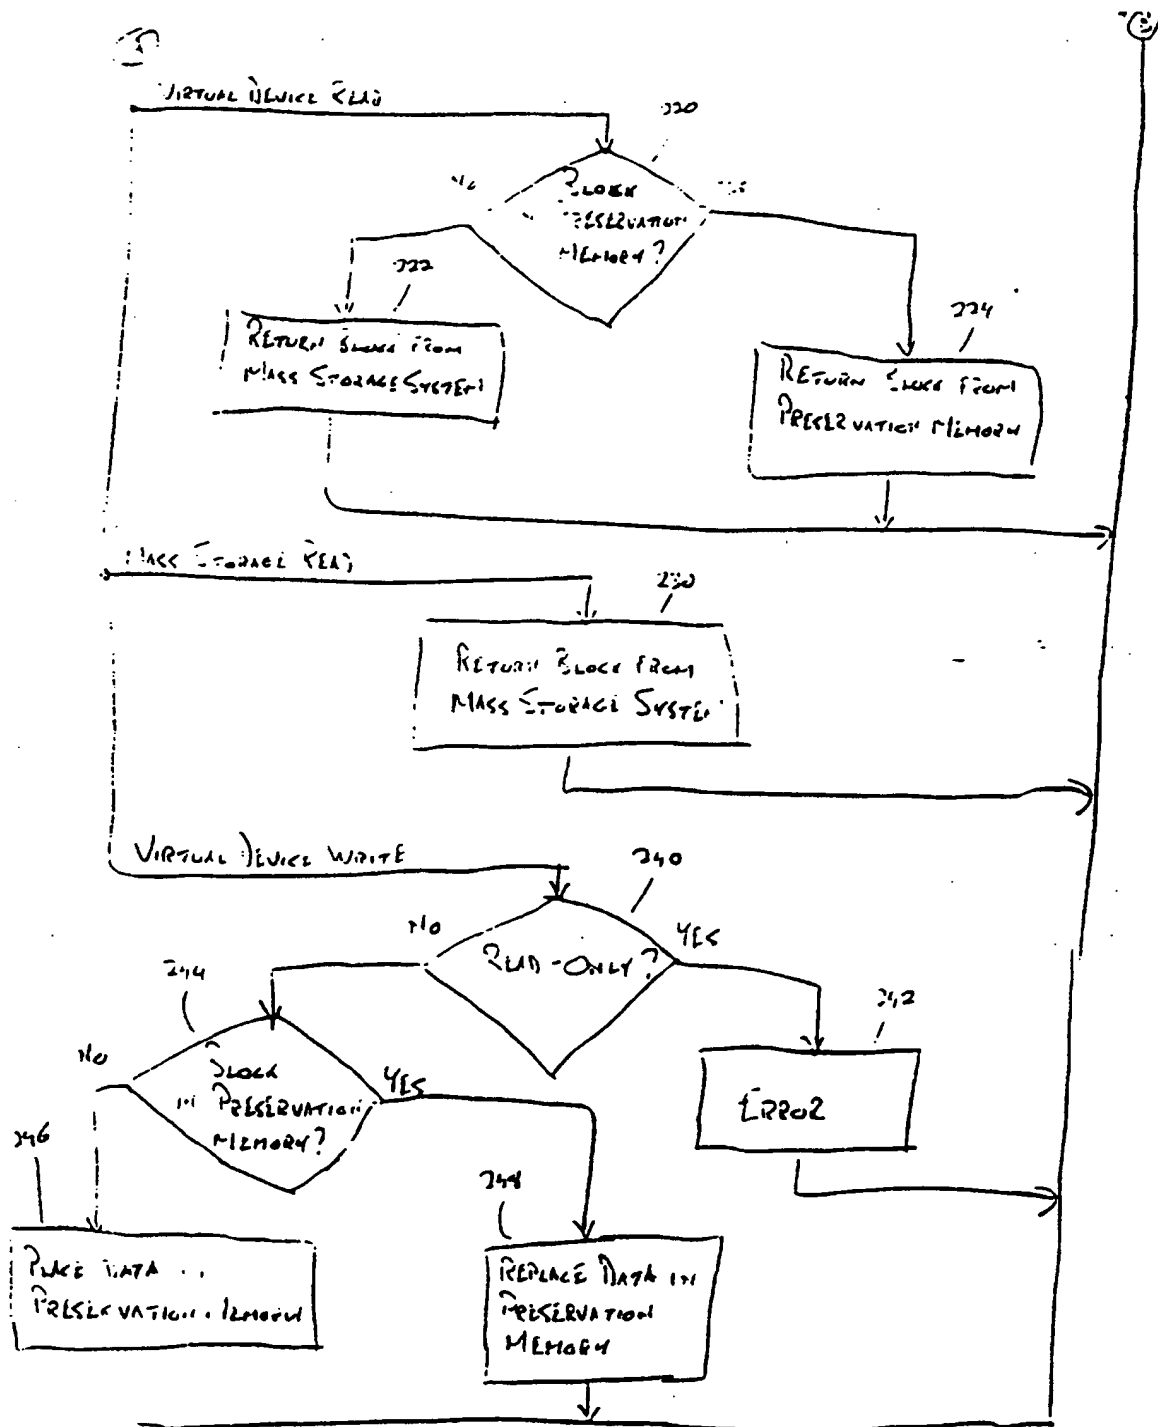 VIRTUAL DEVICE READ
220
NO
BLOCK
PRESERVATION
MEMORY?
222
RETURN BLOCK FROM
MASS STORAGE SYSTEM
224
RETURN BLOCK FROM
PRESERVATION MEMORY
MASS STORAGE READ
230
RETURN BLOCK FROM
MASS STORAGE SYSTEM
VIRTUAL DEVICE WRITE
240
NO
READ-ONLY?
YES
242
ERROR
244
NO
BLOCK
IN PRESERVATION
MEMORY?
YES
246
PLACE DATA
PRESERVATION MEMORY
248
REPLACE DATA IN
PRESERVATION
MEMORY